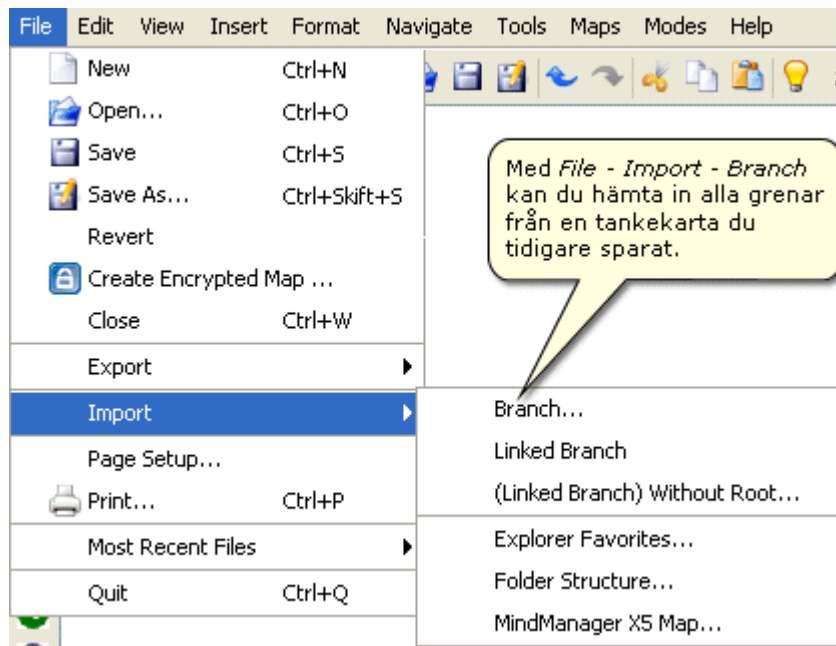 File Edit View Insert Format Navigate Tools Maps Modes Help
New Ctrl+N
Open... Ctrl+O
Save Ctrl+S
Save As... Ctrl+Skift+S
Revert
Create Encrypted Map ...
Close Ctrl+W
Export
Import
Page Setup...
Print... Ctrl+P
Most Recent Files
Quit Ctrl+Q
Med File - Import - Branch
kan du hämta in alla grenar
från en tankekarta du
tidigare sparat.
Branch...
Linked Branch
(Linked Branch) Without Root...
Explorer Favorites...
Folder Structure...
MindManager X5 Map...